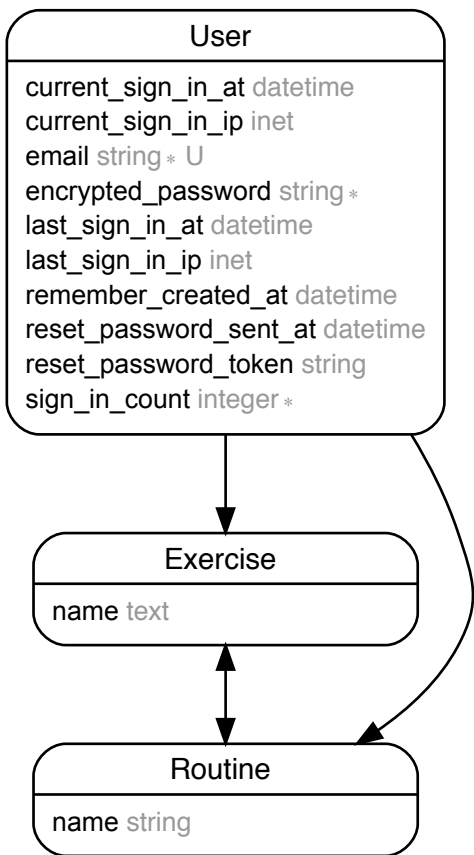 User
current_sign_in_at datetime
current_sign_in_ip inet
email string * U
encrypted_password string *
last_sign_in_at datetime
last_sign_in_ip inet
remember_created_at datetime
reset_password_sent_at datetime
reset_password_token string
sign_in_count integer *
Exercise
name text
Routine
name string